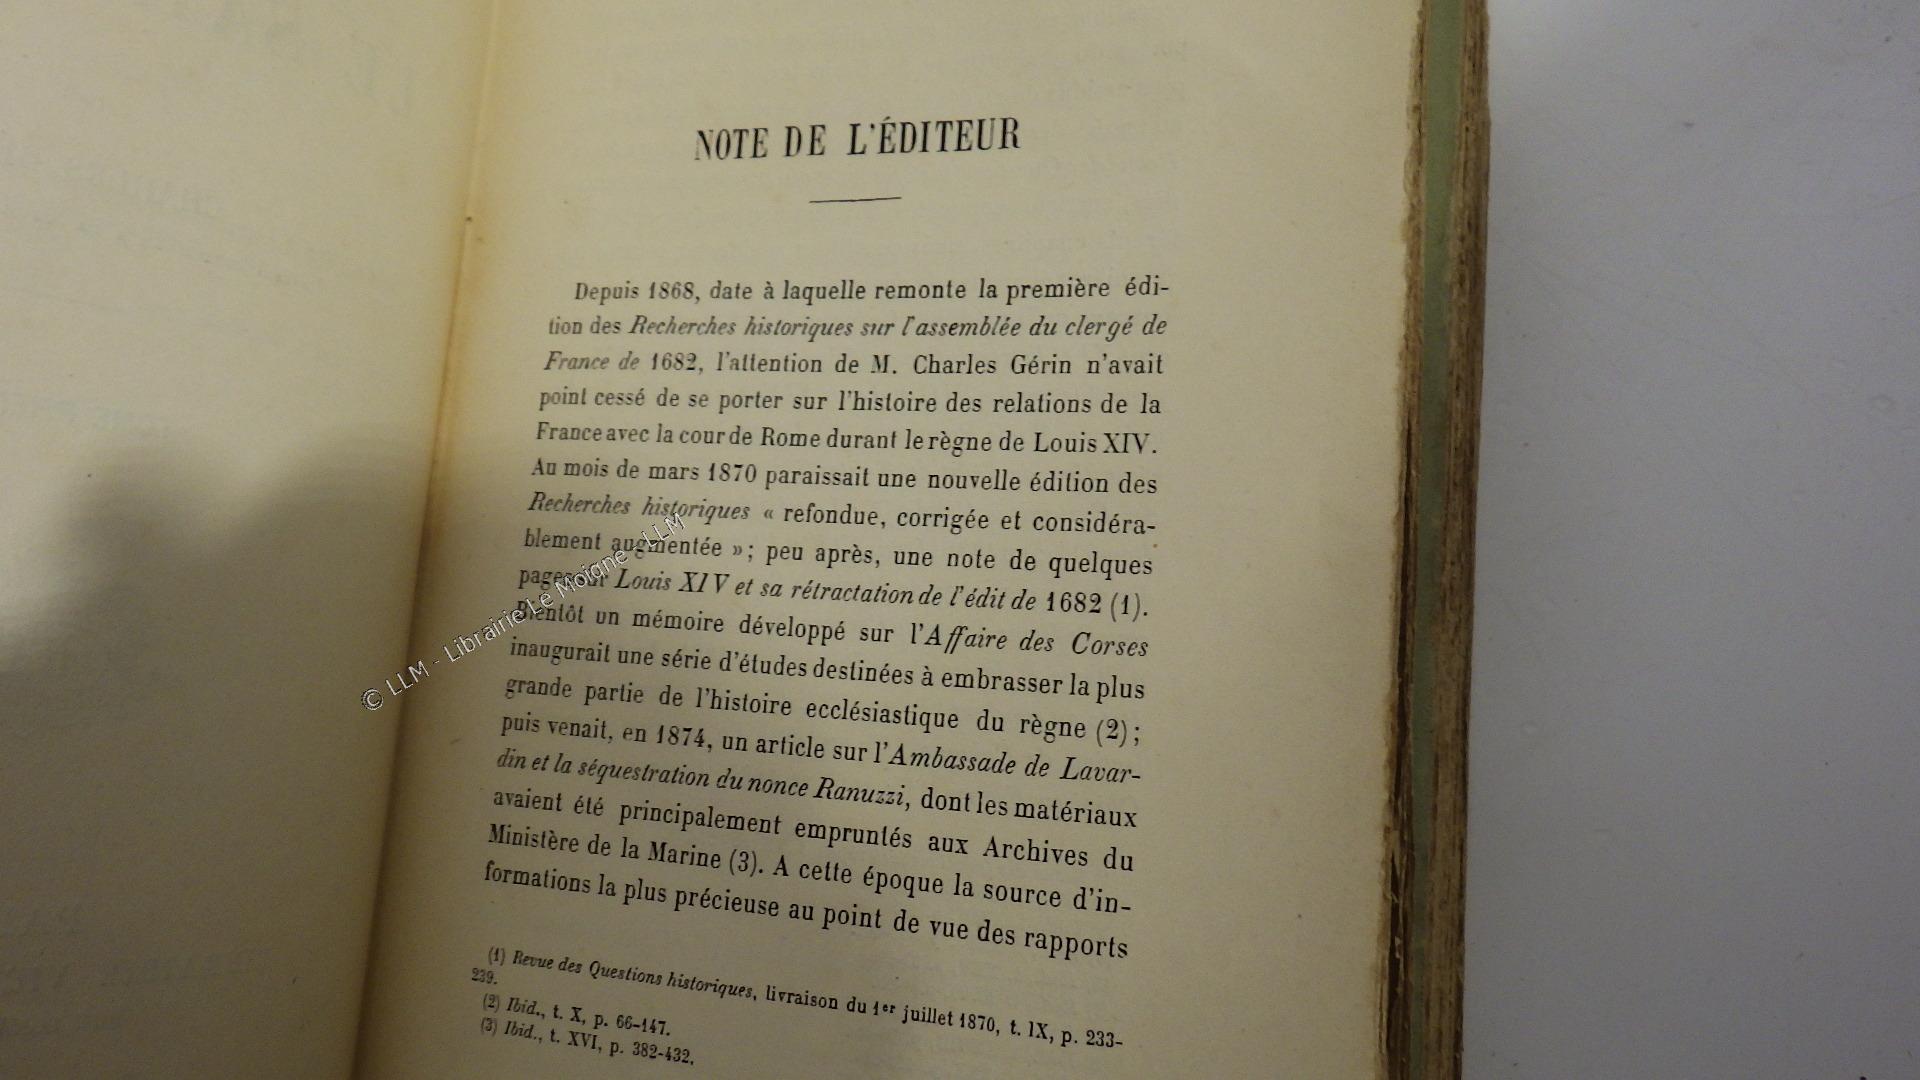 NOTE DE L'ÉDITEUR
Depuis 1868, date à laquelle remonte la première édi-
tion des Recherches historiques sur l'assemblée du clergé de
France de 1682, l'attention de M. Charles Gérin n'avait
point cessé de se porter sur l'histoire des relations de la
France avec la cour de Rome durant le règne de Louis XIV.
Au mois de mars 1870 paraissait une nouvelle édition des
Recherches historiques « refondue, corrigée et considéra-
blement augmentée »; peu après, une note de quelques
pages sur Louis XIV et sa rétractation de l'édit de 1682 (1).
Bientôt un mémoire développé sur l'Affaire des Corses
inaugurait une série d'études destinées à embrasser la plus
grande partie de l'histoire ecclésiastique du règne (2);
puis venait, en 1874, un article sur l'Ambassade de Lavar-
din et la séquestration du nonce Ranuzzi, dont les matériaux
avaient été principalement empruntés aux Archives du
Ministère de la Marine (3). A cette époque la source d'in-
formations la plus précieuse au point de vue des rapports
(1) Revue des Questions historiques, livraison du 1er juillet 1870, t. IX, p. 233-
239.
(2) Ibid., t. X, p. 66-147.
(3) Ibid., t. XVI, p. 382-432.
© LLM - Librairie Le Moigne - LLM